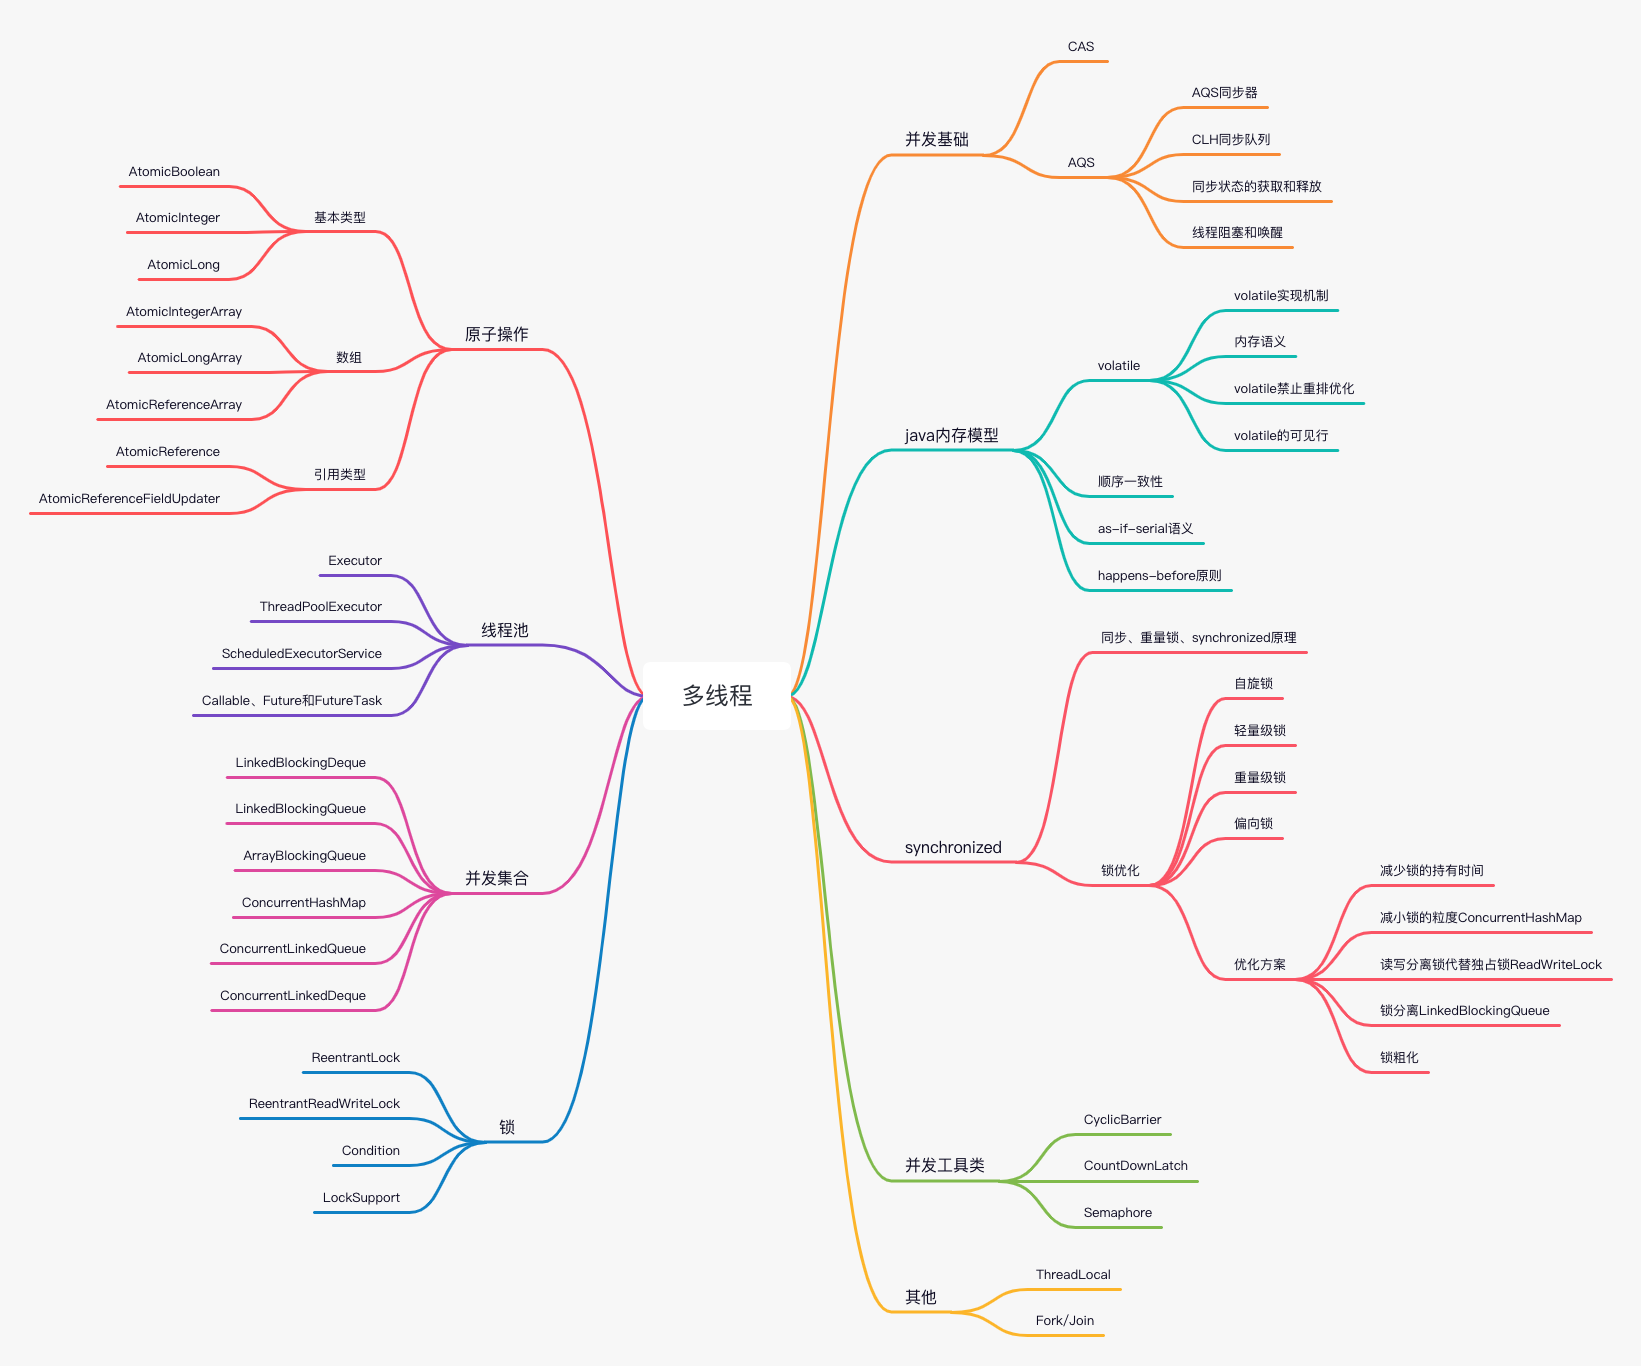 多线程
并发基础
CAS
AQS
AQS同步器
CLH同步队列
同步状态的获取和释放
线程阻塞和唤醒
java内存模型
volatile
volatile实现机制
内存语义
volatile禁止重排优化
volatile的可见行
顺序一致性
as-if-serial语义
happens-before原则
synchronized
同步、重量锁、synchronized原理
锁优化
自旋锁
轻量级锁
重量级锁
偏向锁
优化方案
减少锁的持有时间
减小锁的粒度ConcurrentHashMap
读写分离锁代替独占锁ReadWriteLock
锁分离LinkedBlockingQueue
锁粗化
并发工具类
CyclicBarrier
CountDownLatch
Semaphore
其他
ThreadLocal
Fork/Join
原子操作
基本类型
AtomicBoolean
AtomicInteger
AtomicLong
数组
AtomicIntegerArray
AtomicLongArray
AtomicReferenceArray
引用类型
AtomicReference
AtomicReferenceFieldUpdater
线程池
Executor
ThreadPoolExecutor
ScheduledExecutorService
Callable、Future和FutureTask
并发集合
LinkedBlockingDeque
LinkedBlockingQueue
ArrayBlockingQueue
ConcurrentHashMap
ConcurrentLinkedQueue
ConcurrentLinkedDeque
锁
ReentrantLock
ReentrantReadWriteLock
Condition
LockSupport